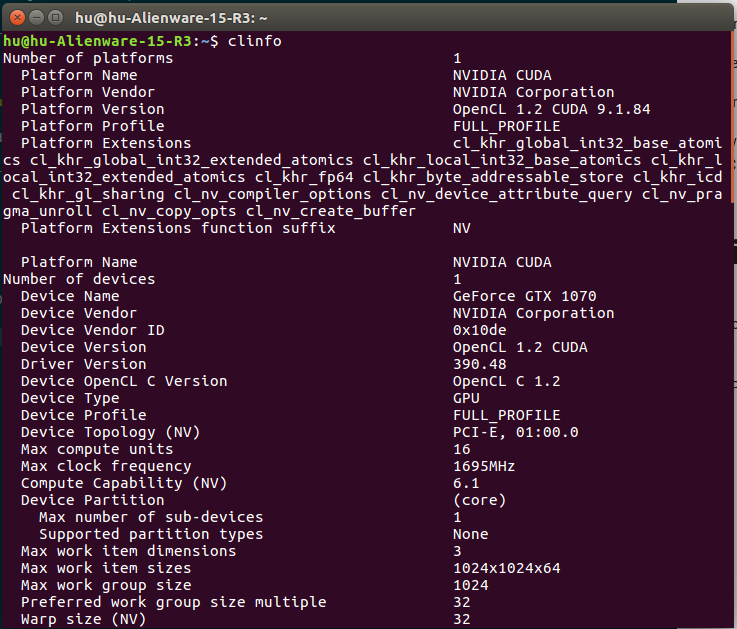 hu@hu-Alienware-15-R3: ~
hu@hu-Alienware-15-R3:~$ clinfo
Number of platforms 1
Platform Name NVIDIA CUDA
Platform Vendor NVIDIA Corporation
Platform Version OpenCL 1.2 CUDA 9.1.84
Platform Profile FULL_PROFILE
Platform Extensions cl_khr_global_int32_base_atomi
cs cl_khr_global_int32_extended_atomics cl_khr_local_int32_base_atomics cl_khr_l
ocal_int32_extended_atomics cl_khr_fp64 cl_khr_byte_addressable_store cl_khr_icd
cl_khr_gl_sharing cl_nv_compiler_options cl_nv_device_attribute_query cl_nv_pra
gma_unroll cl_nv_copy_opts cl_nv_create_buffer
Platform Extensions function suffix NV
Platform Name NVIDIA CUDA
Number of devices 1
Device Name GeForce GTX 1070
Device Vendor NVIDIA Corporation
Device Vendor ID 0x10de
Device Version OpenCL 1.2 CUDA
Driver Version 390.48
Device OpenCL C Version OpenCL C 1.2
Device Type GPU
Device Profile FULL_PROFILE
Device Topology (NV) PCI-E, 01:00.0
Max compute units 16
Max clock frequency 1695MHz
Compute Capability (NV) 6.1
Device Partition (core)
Max number of sub-devices 1
Supported partition types None
Max work item dimensions 3
Max work item sizes 1024x1024x64
Max work group size 1024
Preferred work group size multiple 32
Warp size (NV) 32